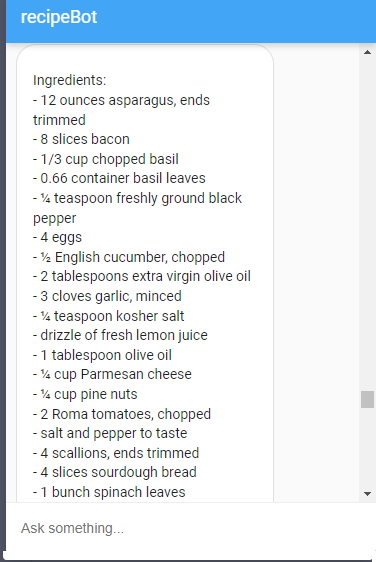 recipeBot
Ingredients:
- 12 ounces asparagus, ends
trimmed
- 8 slices bacon
- 1/3 cup chopped basil
- 0.66 container basil leaves
- ¼ teaspoon freshly ground black
pepper
- 4 eggs
- ½ English cucumber, chopped
- 2 tablespoons extra virgin olive oil
- 3 cloves garlic, minced
- ¼ teaspoon kosher salt
- drizzle of fresh lemon juice
- 1 tablespoon olive oil
- ¼ cup Parmesan cheese
- ¼ cup pine nuts
- 2 Roma tomatoes, chopped
- salt and pepper to taste
- 4 scallions, ends trimmed
- 4 slices sourdough bread
- 1 bunch spinach leaves
Ask something...